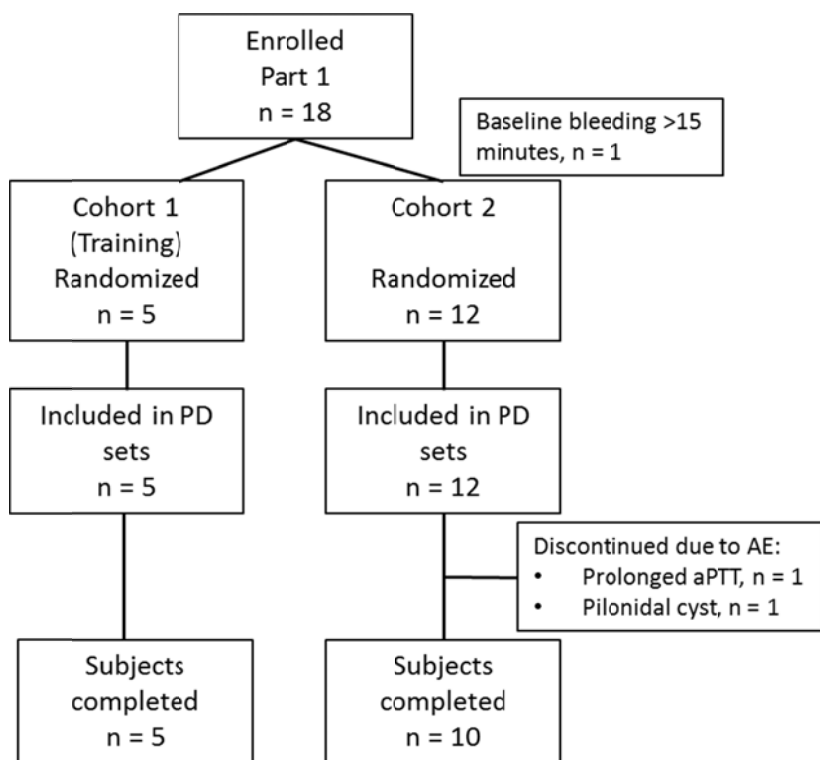 Enrolled
Part 1
n = 18
Baseline bleeding >15
minutes, n = 1
Cohort 1
(Training)
Randomized
n = 5
Cohort 2
Randomized
n = 12
Included in PD
sets
n = 5
Included in PD
sets
n = 12
Discontinued due to AE:
• Prolonged aPTT, n = 1
• Pilonidal cyst, n = 1
Subjects
completed
n = 5
Subjects
completed
n = 10